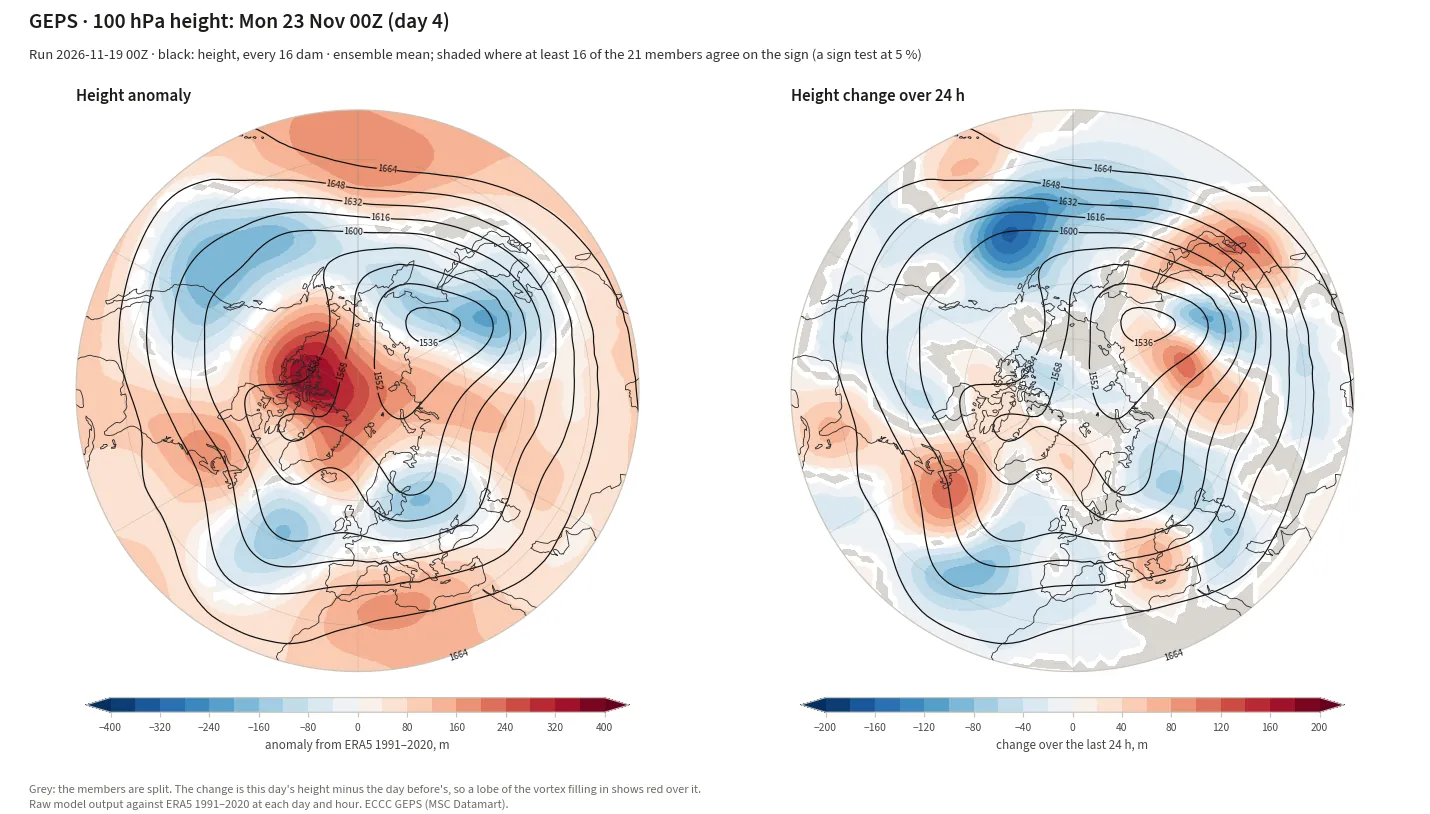 GEPS · 100 hPa height: Mon 23 Nov 00Z (day 4)
Run 2026-11-19 00Z · black: height, every 16 dam · ensemble mean; shaded where at least 16 of the 21 members agree on the sign (a sign test at 5 %)
Height anomaly
Height change over 24 h
1664
1648
1632
1616
1600
1536
1568
1552
1664
1664
1648
1632
1616
1600
1536
1568
1552
1664
−400 −320 −240 −160 −80 0 80 160 240 320 400
anomaly from ERA5 1991–2020, m
−200 −160 −120 −80 −40 0 40 80 120 160 200
change over the last 24 h, m
Grey: the members are split. The change is this day's height minus the day before's, so a lobe of the vortex filling in shows red over it.
Raw model output against ERA5 1991–2020 at each day and hour. ECCC GEPS (MSC Datamart).